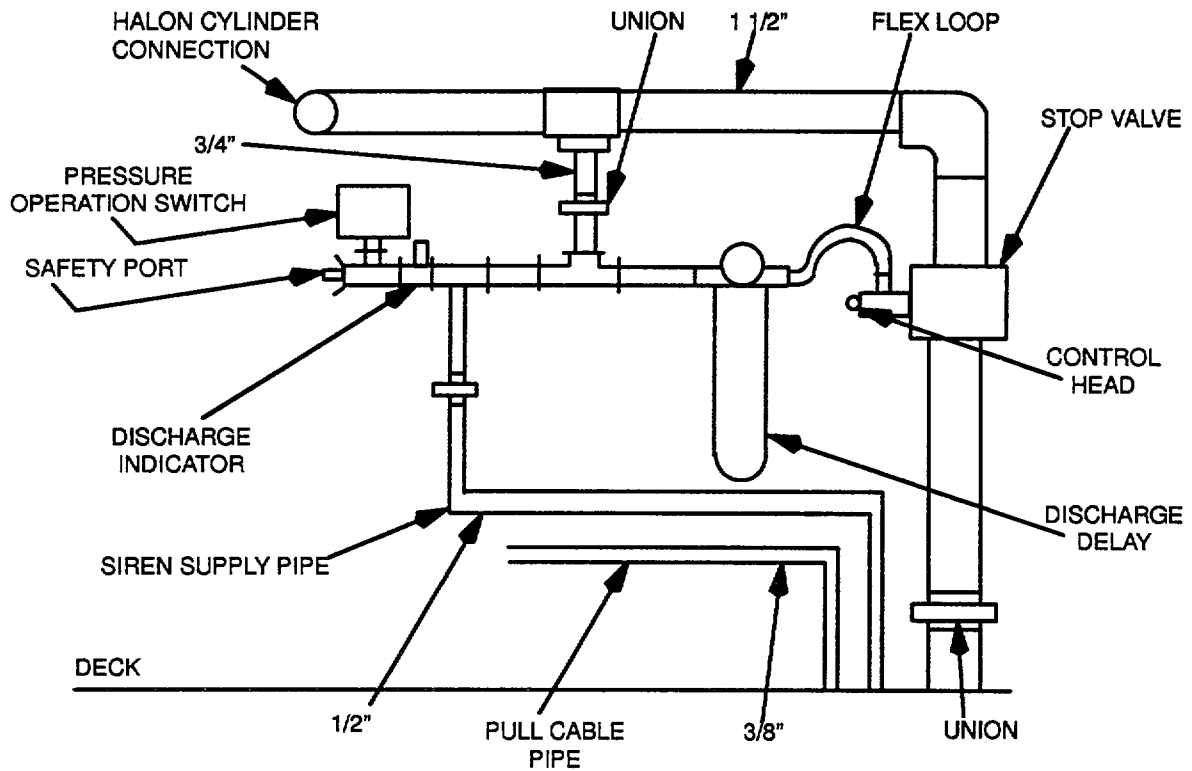 HALON CYLINDER
CONNECTION
UNION
1 1/2”
FLEX LOOP
STOP VALVE
3/4”
PRESSURE
OPERATION SWITCH
SAFETY PORT
CONTROL
HEAD
DISCHARGE
INDICATOR
DISCHARGE
DELAY
SIREN SUPPLY PIPE
DECK
1/2”
PULL CABLE
PIPE
3/8”
UNION